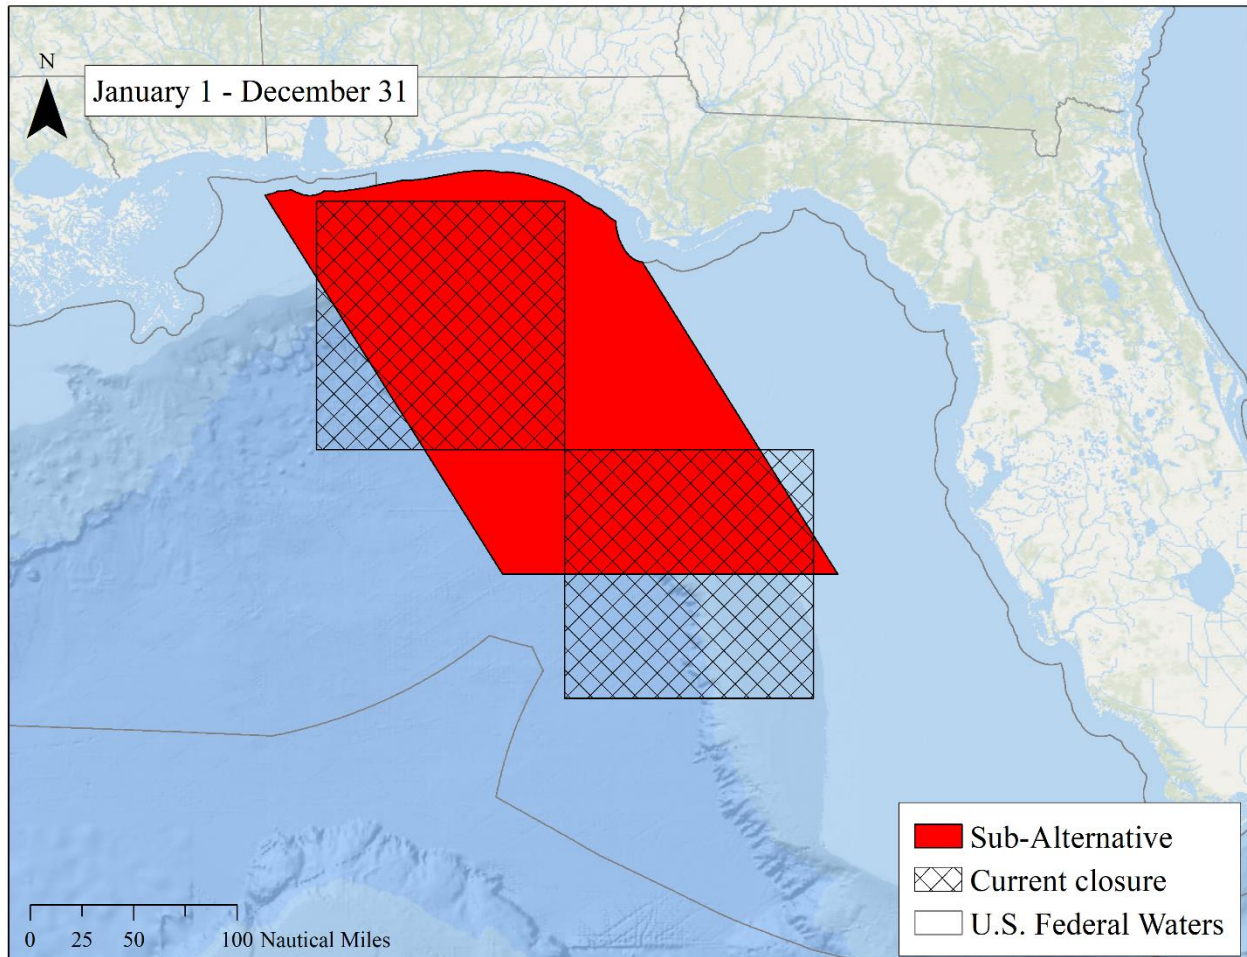 N
January 1 - December 31
Sub-Alternative
Current closure
U.S. Federal Waters
0 25 50 100 Nautical Miles